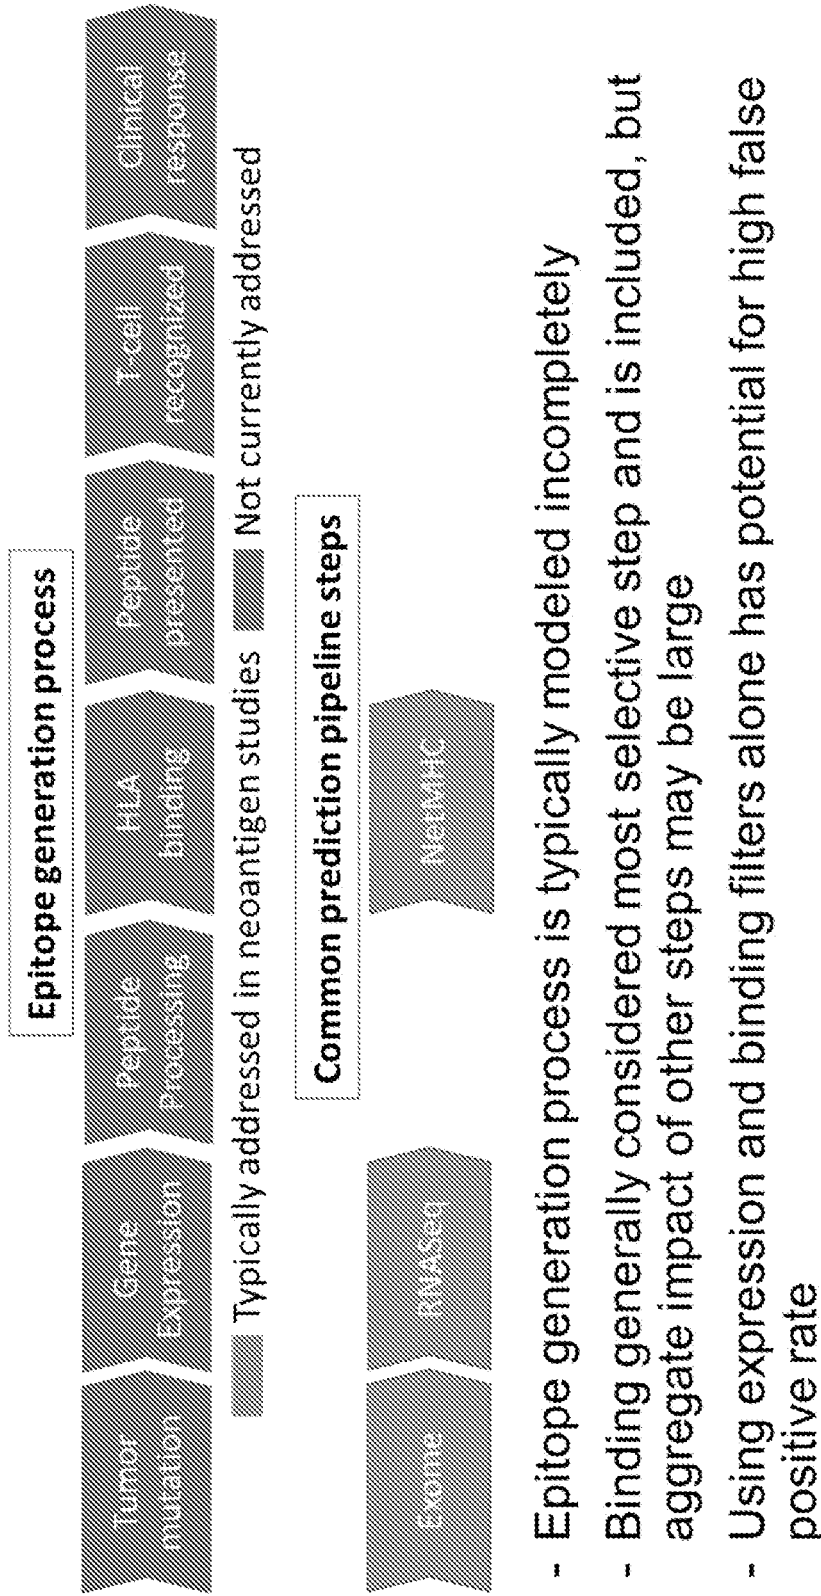 Epitope generation process
Tumor
mutation
Gene
Expression
Peptide
Processing
HLA
binding
Peptide
presented
T-cell
recognized
Clinical
response
Typically addressed in neoantigen studies
Not currently addressed
Common prediction pipeline steps
Exome
RNASeq
NetMHC
- Epitope generation process is typically modeled incompletely
- Binding generally considered most selective step and is included, but
aggregate impact of other steps may be large
- Using expression and binding filters alone has potential for high false
positive rate